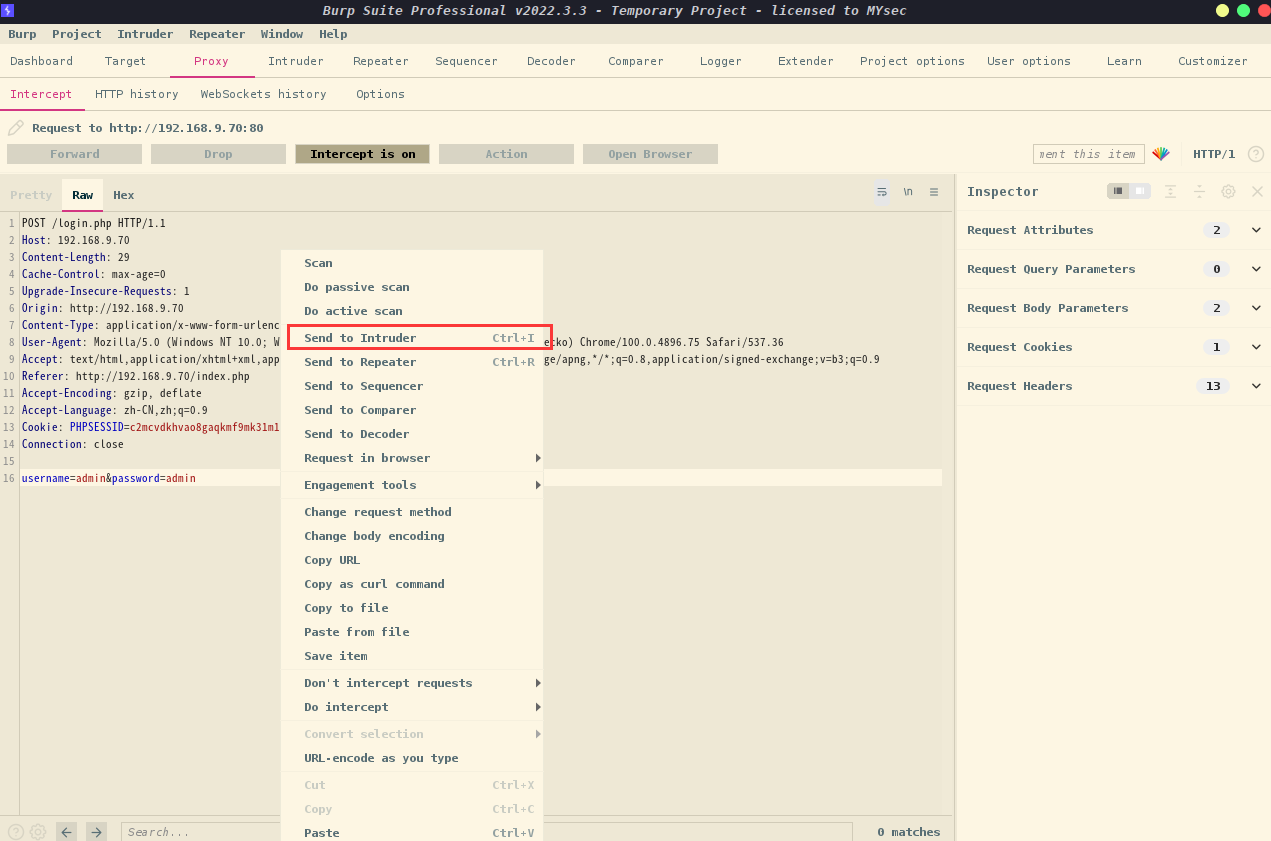 Burp Suite Professional v2022.3.3 - Temporary Project - licensed to MYsec
Burp Project Intruder Repeater Window Help
Dashboard Target Proxy Intruder Repeater Sequencer Decoder Comparer Logger Extender Project options User options Learn Customizer
Intercept HTTP history WebSockets history Options
Request to http://192.168.9.70:80
Forward Drop Intercept is on Action Open Browser ment this item HTTP/1 ?
Pretty Raw Hex \n
1 POST /login.php HTTP/1.1
2 Host: 192.168.9.70
3 Content-Length: 29
4 Cache-Control: max-age=0
5 Upgrade-Insecure-Requests: 1
6 Origin: http://192.168.9.70
7 Content-Type: application/x-www-form-urlenc
8 User-Agent: Mozilla/5.0 (Windows NT 10.0; W ecko) Chrome/100.0.4896.75 Safari/537.36
9 Accept: text/html,application/xhtml+xml,app ge/apng,*/*;q=0.8,application/signed-exchange;v=b3;q=0.9
10 Referer: http://192.168.9.70/index.php
11 Accept-Encoding: gzip, deflate
12 Accept-Language: zh-CN,zh;q=0.9
13 Cookie: PHPSESSID=c2mcvdkhvao8gaqkmf9mk31m1
14 Connection: close
15
16 username=admin&password=admin
Scan
Do passive scan
Do active scan
Send to Intruder Ctrl+I
Send to Repeater Ctrl+R
Send to Sequencer
Send to Comparer
Send to Decoder
Request in browser
Engagement tools
Change request method
Change body encoding
Copy URL
Copy as curl command
Copy to file
Paste from file
Save item
Don't intercept requests
Do intercept
Convert selection
URL-encode as you type
Cut Ctrl+X
Copy Ctrl+C
Paste Ctrl+V
Inspector
Request Attributes 2
Request Query Parameters 0
Request Body Parameters 2
Request Cookies 1
Request Headers 13
? Search... 0 matches